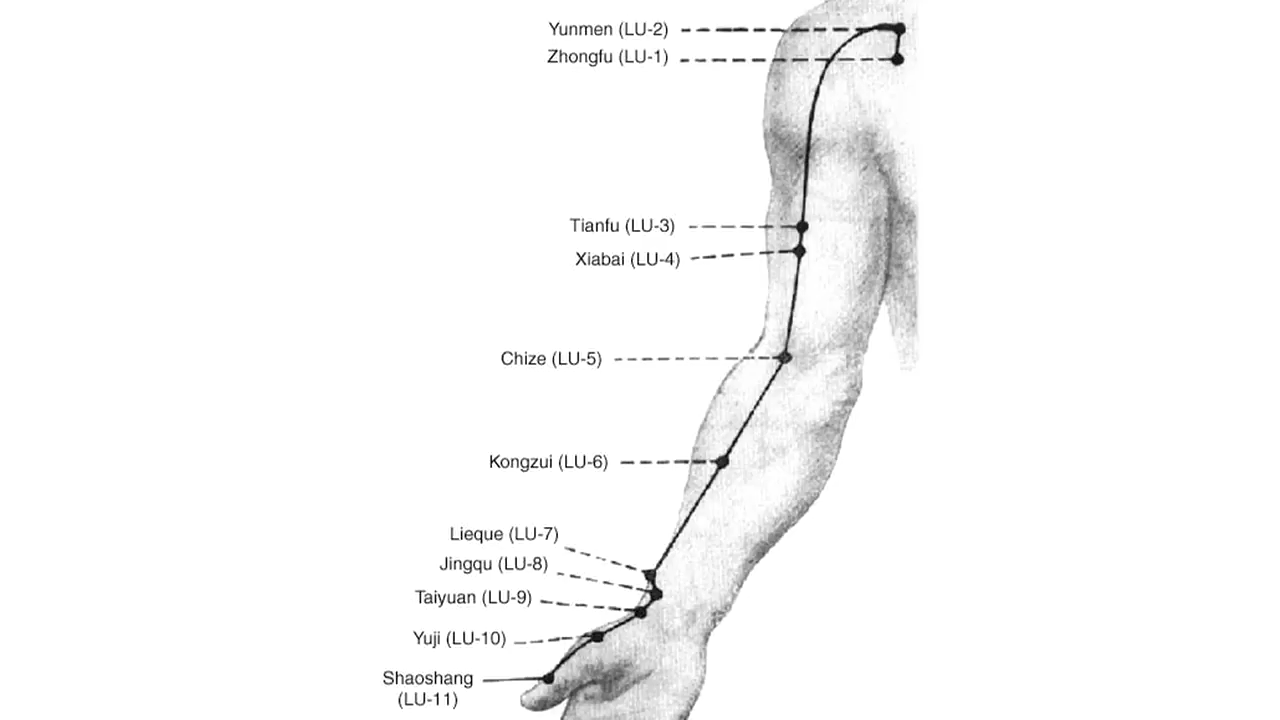 Yunmen (LU-2)
Zhongfu (LU-1)
Tianfu (LU-3)
Xiabai (LU-4)
Chize (LU-5)
Kongzui (LU-6)
Lieque (LU-7)
Jingqu (LU-8)
Taiyuan (LU-9)
Yuji (LU-10)
Shaoshang
(LU-11)